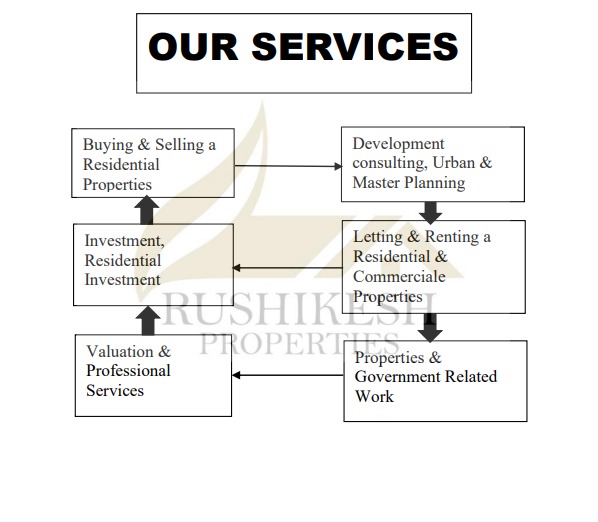 OUR SERVICES
Buying & Selling a
Residential
Properties
Development
consulting, Urban &
Master Planning
Investment,
Residential
Investment
Letting & Renting a
Residential &
Commerciale
Properties
RUSHIKESH
PROPERTIES
Valuation &
Professional
Services
Properties &
Government Related
Work